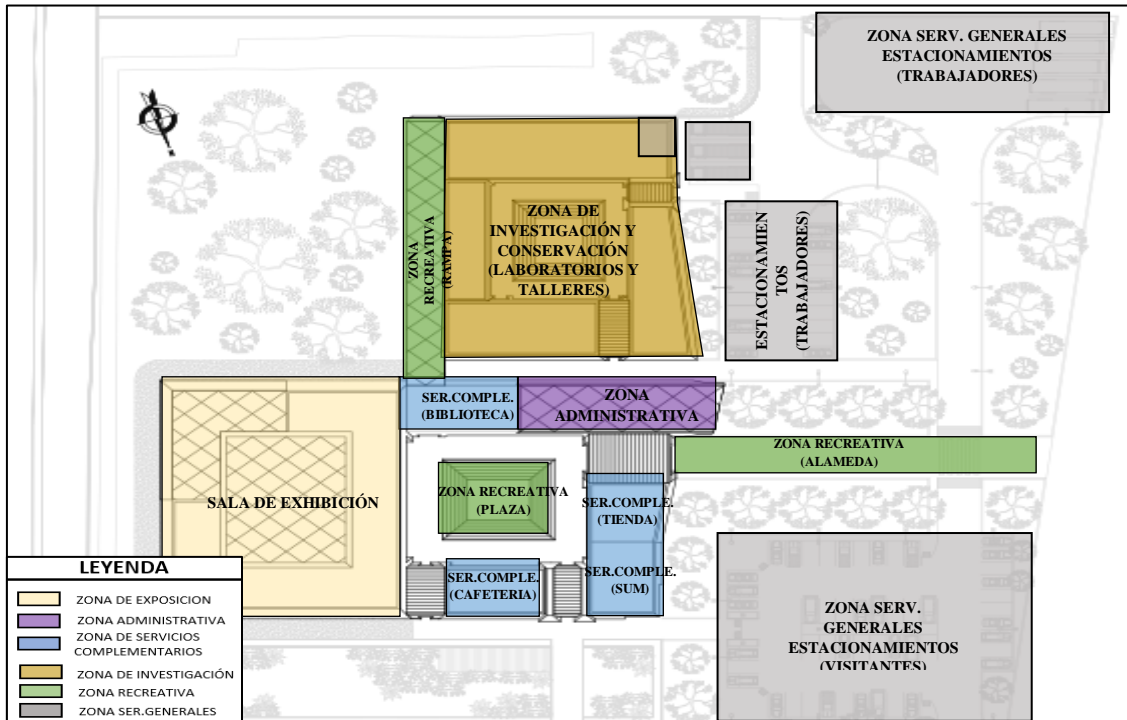 ZONA SERV. GENERALES
ESTACIONAMIENTOS
(TRABAJADORES)
ZONA
RECREATIVA
(RAMPA)
ZONA DE
INVESTIGACIÓN Y
CONSERVACIÓN
(LABORATORIOS Y
TALLERES)
ESTACIONAMIEN
TOS
(TRABAJADORES)
SER.COMPLE.
(BIBLIOTECA)
ZONA
ADMINISTRATIVA
ZONA RECREATIVA
(ALAMEDA)
SALA DE EXHIBICIÓN
ZONA RECREATIVA
(PLAZA)
SER.COMPLE.
(TIENDA)
SER.COMPLE.
(CAFETERIA)
SER.COMPLE.
(SUM)
ZONA SERV.
GENERALES
ESTACIONAMIENTOS
(VISITANTES)
LEYENDA
ZONA DE EXPOSICION
ZONA ADMINISTRATIVA
ZONA DE SERVICIOS
COMPLEMENTARIOS
ZONA DE INVESTIGACIÓN
ZONA RECREATIVA
ZONA SER.GENERALES